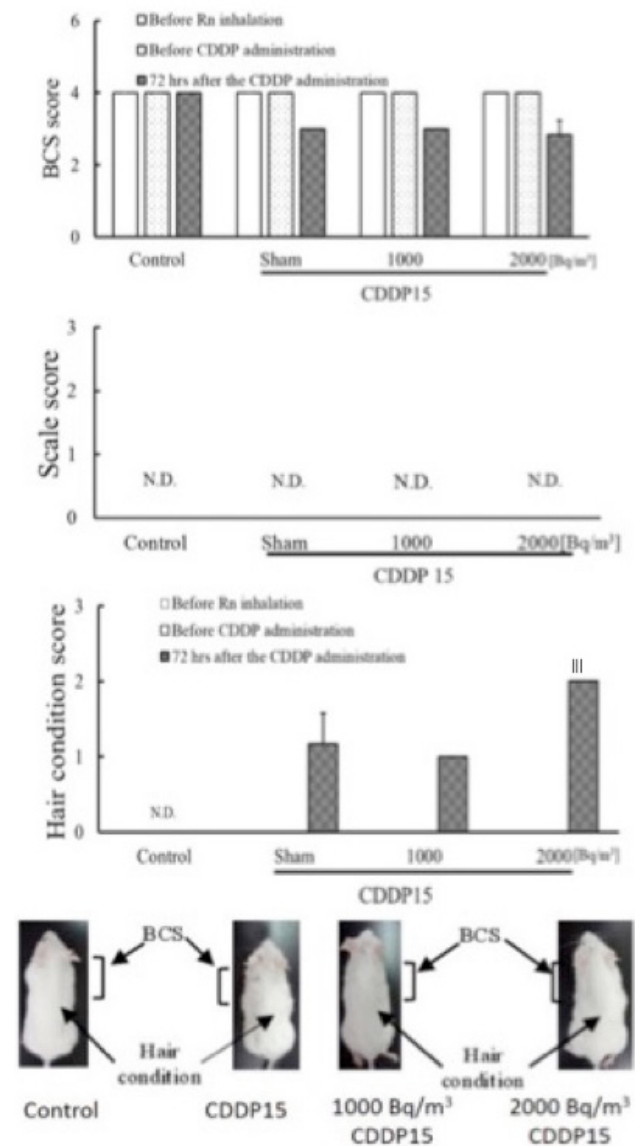 6
Before Rn inhalation
Before CDDP administration
72 hrs after the CDDP administration
4
BCS score
2
0
Control Sham 1000 2000 [Bq/m³]
CDDP15
3
2
Scale score
1
N.D. N.D. N.D. N.D.
0
Control Sham 1000 2000[Bq/m³]
CDDP 15
3
Before Rn inhalation
Before CDDP administration
72 hrs after the CDDP administration
2
|||
Hair condition score
1
N.D.
0
Control Sham 1000 2000[Bq/m³]
CDDP15
BCS BCS
Hair condition Hair condition
Control CDDP15 1000 Bq/m³ CDDP15 2000 Bq/m³ CDDP15